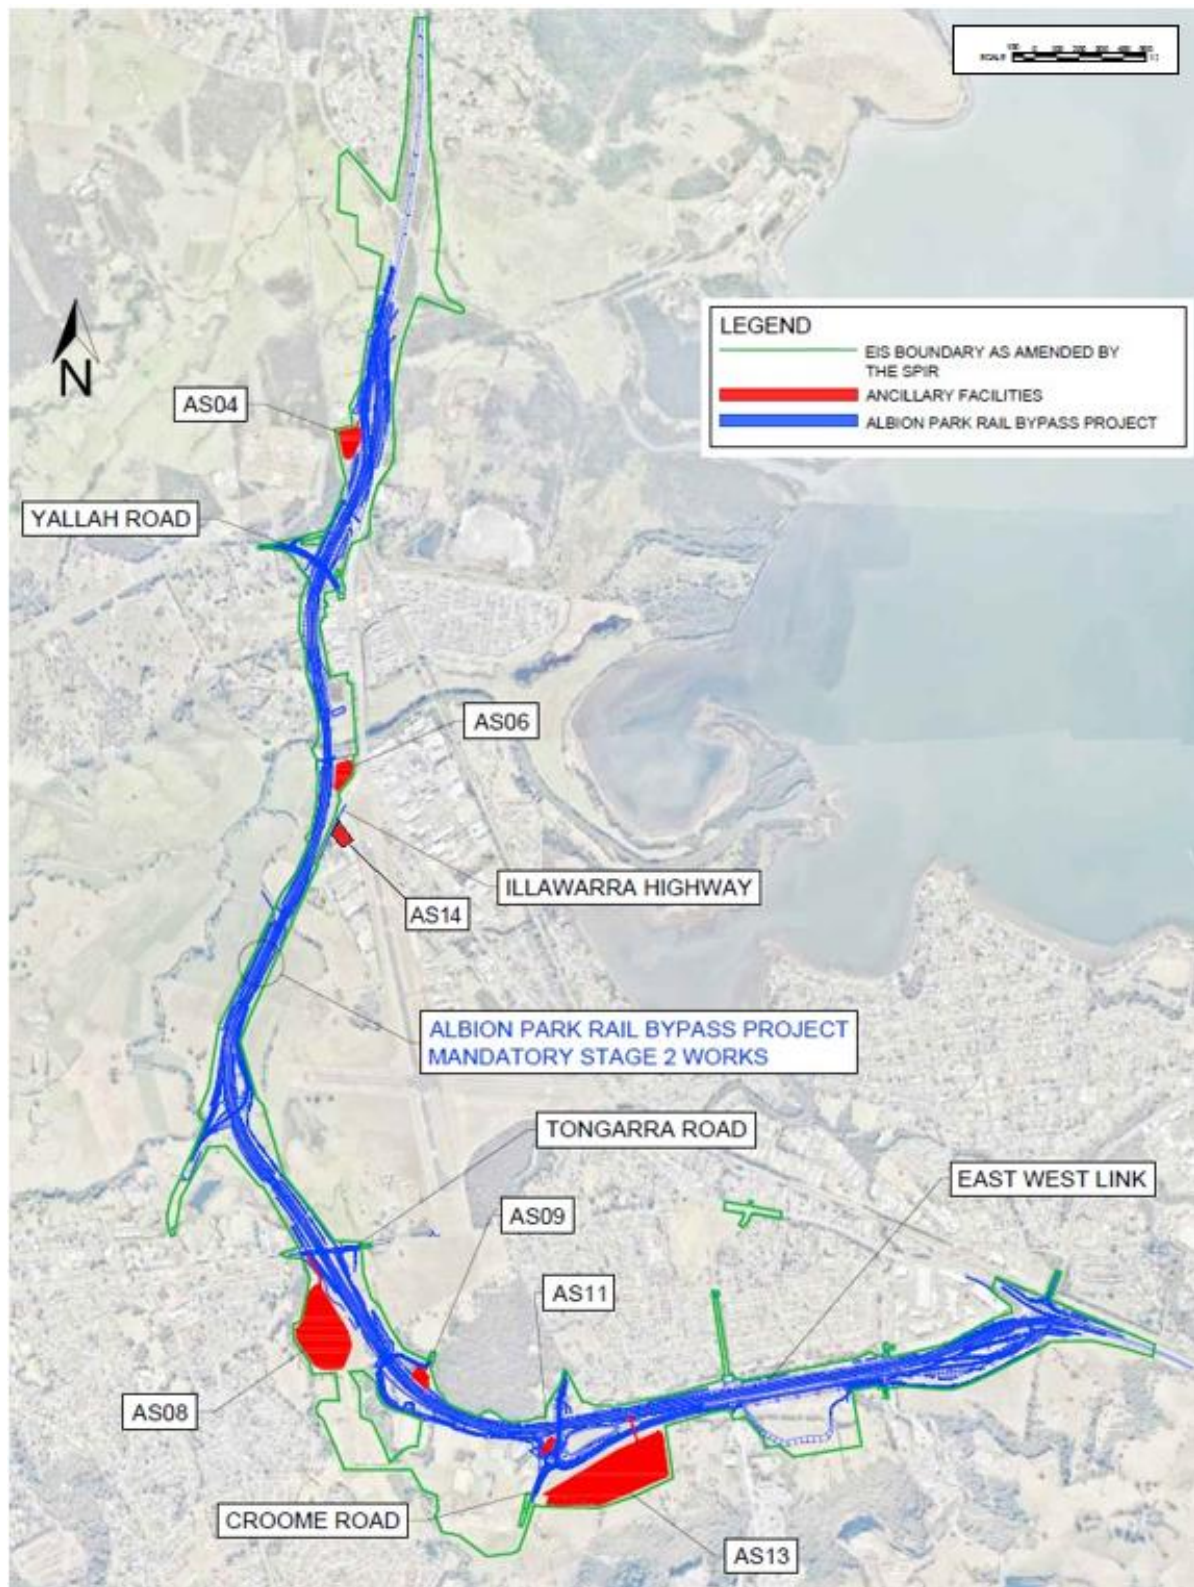 SCALE
LEGEND
EIS BOUNDARY AS AMENDED BY
THE SPIR
ANCILLARY FACILITIES
ALBION PARK RAIL BYPASS PROJECT
N
AS04
YALLAH ROAD
AS06
ILLAWARRA HIGHWAY
AS14
ALBION PARK RAIL BYPASS PROJECT
MANDATORY STAGE 2 WORKS
TONGARRA ROAD
EAST WEST LINK
AS09
AS11
AS08
CROOME ROAD
AS13